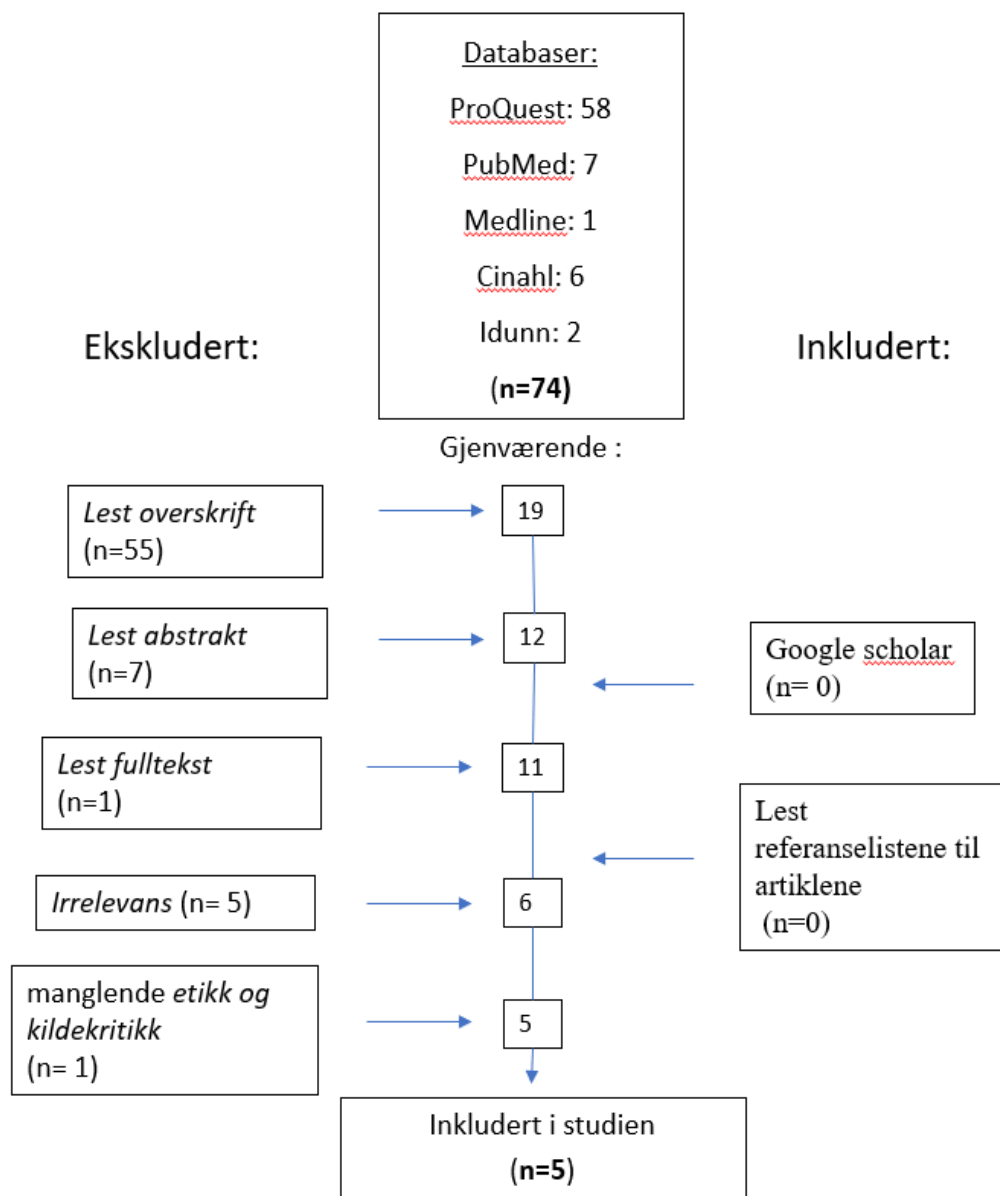 Databaser:
ProQuest: 58
PubMed: 7
Medline: 1
Cinahl: 6
Idunn: 2
(n=74)
Ekskludert:
Inkludert:
Gjenværende :
Lest overskrift
(n=55)
19
Lest abstrakt
(n=7)
12
Google scholar
(n= 0)
Lest fulltekst
(n=1)
11
Lest
referanselistene til
artiklene
(n=0)
Irrelevans (n= 5)
6
manglende etikk og
kildekritikk
(n= 1)
5
Inkludert i studien
(n=5)